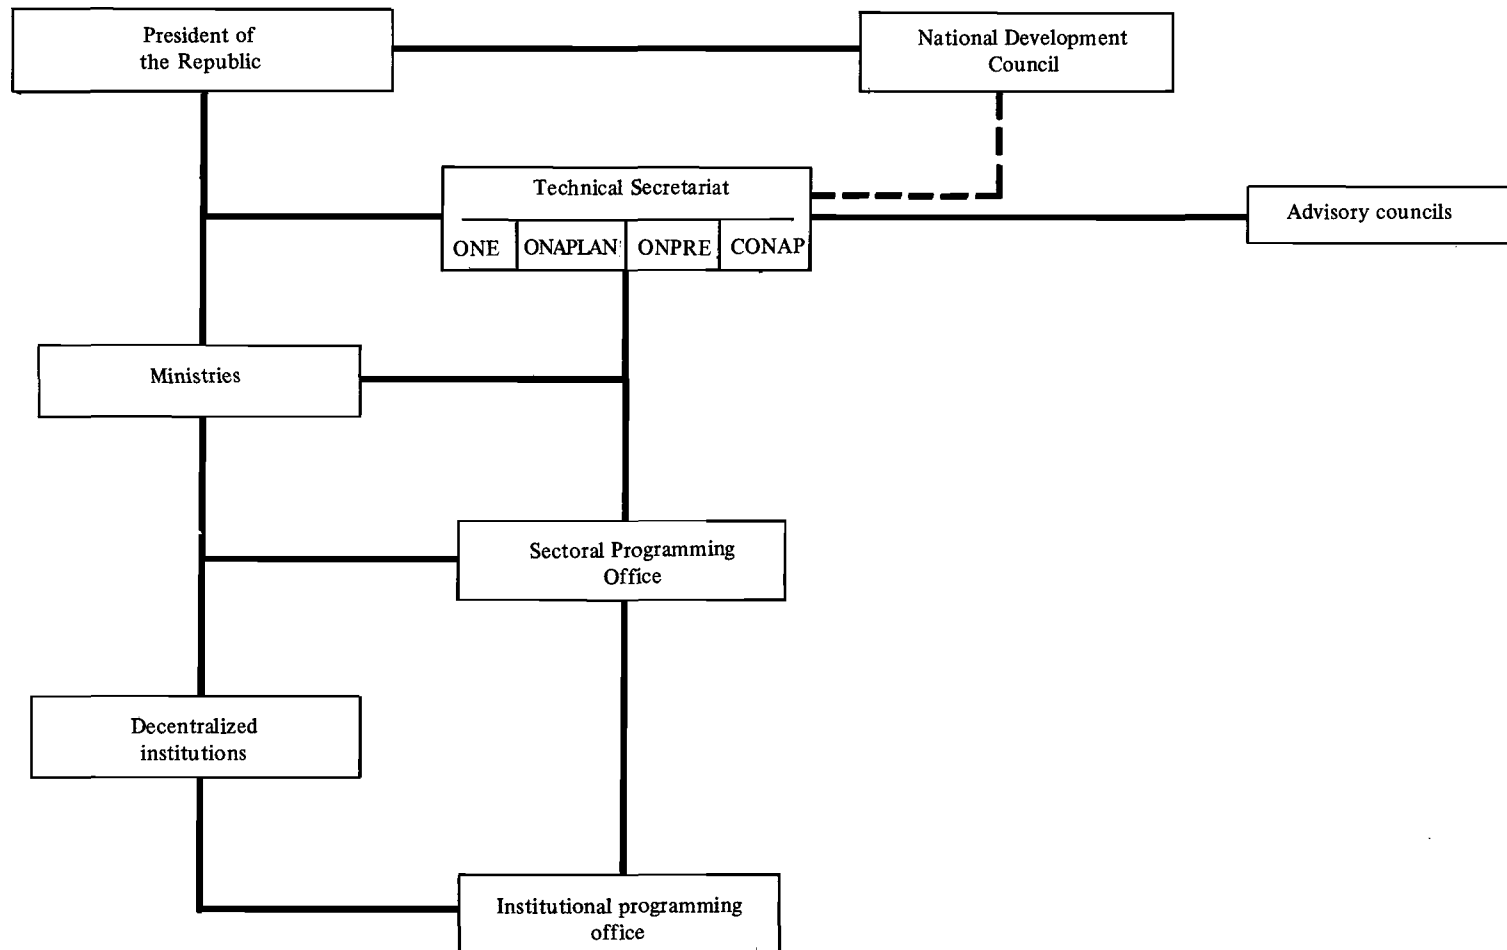 President of
the Republic
National Development
Council
Technical Secretariat
ONE
ONAPLAN
ONPRE
CONAP
Advisory councils
Ministries
Sectoral Programming
Office
Decentralized
institutions
Institutional programming
office